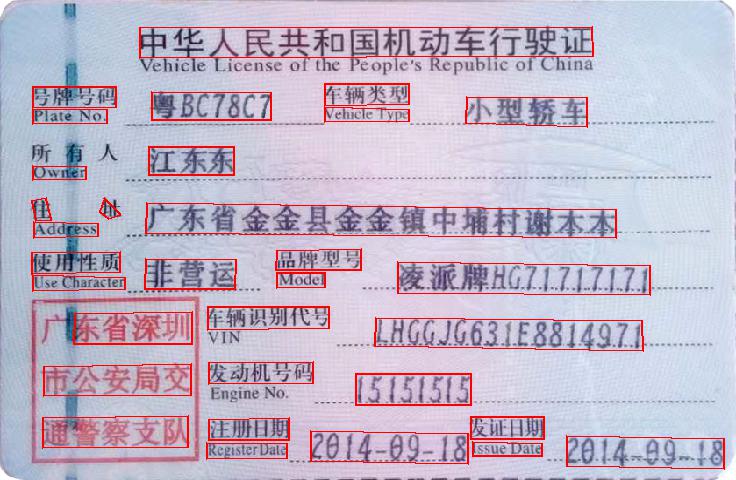 中华人民共和国机动车行驶证
Vehicle License of the People's Republic of China
号牌号码 粤BC78C7 车辆类型 小型轿车
Plate No. Vehicle Type
所有人 江东东
Owner
住址 广东省金金县金金镇中埔村谢本本
Address
使用性质 非营运 品牌型号 凌派牌HG71717171
Use Character Model
车辆识别代号 LHGGJG631E8814971
VIN
发动机号码 15151515
Engine No.
注册日期 2014-09-18 发证日期 2014-09-18
Register Date Issue Date
广东省深圳
市公安局交
通警察支队